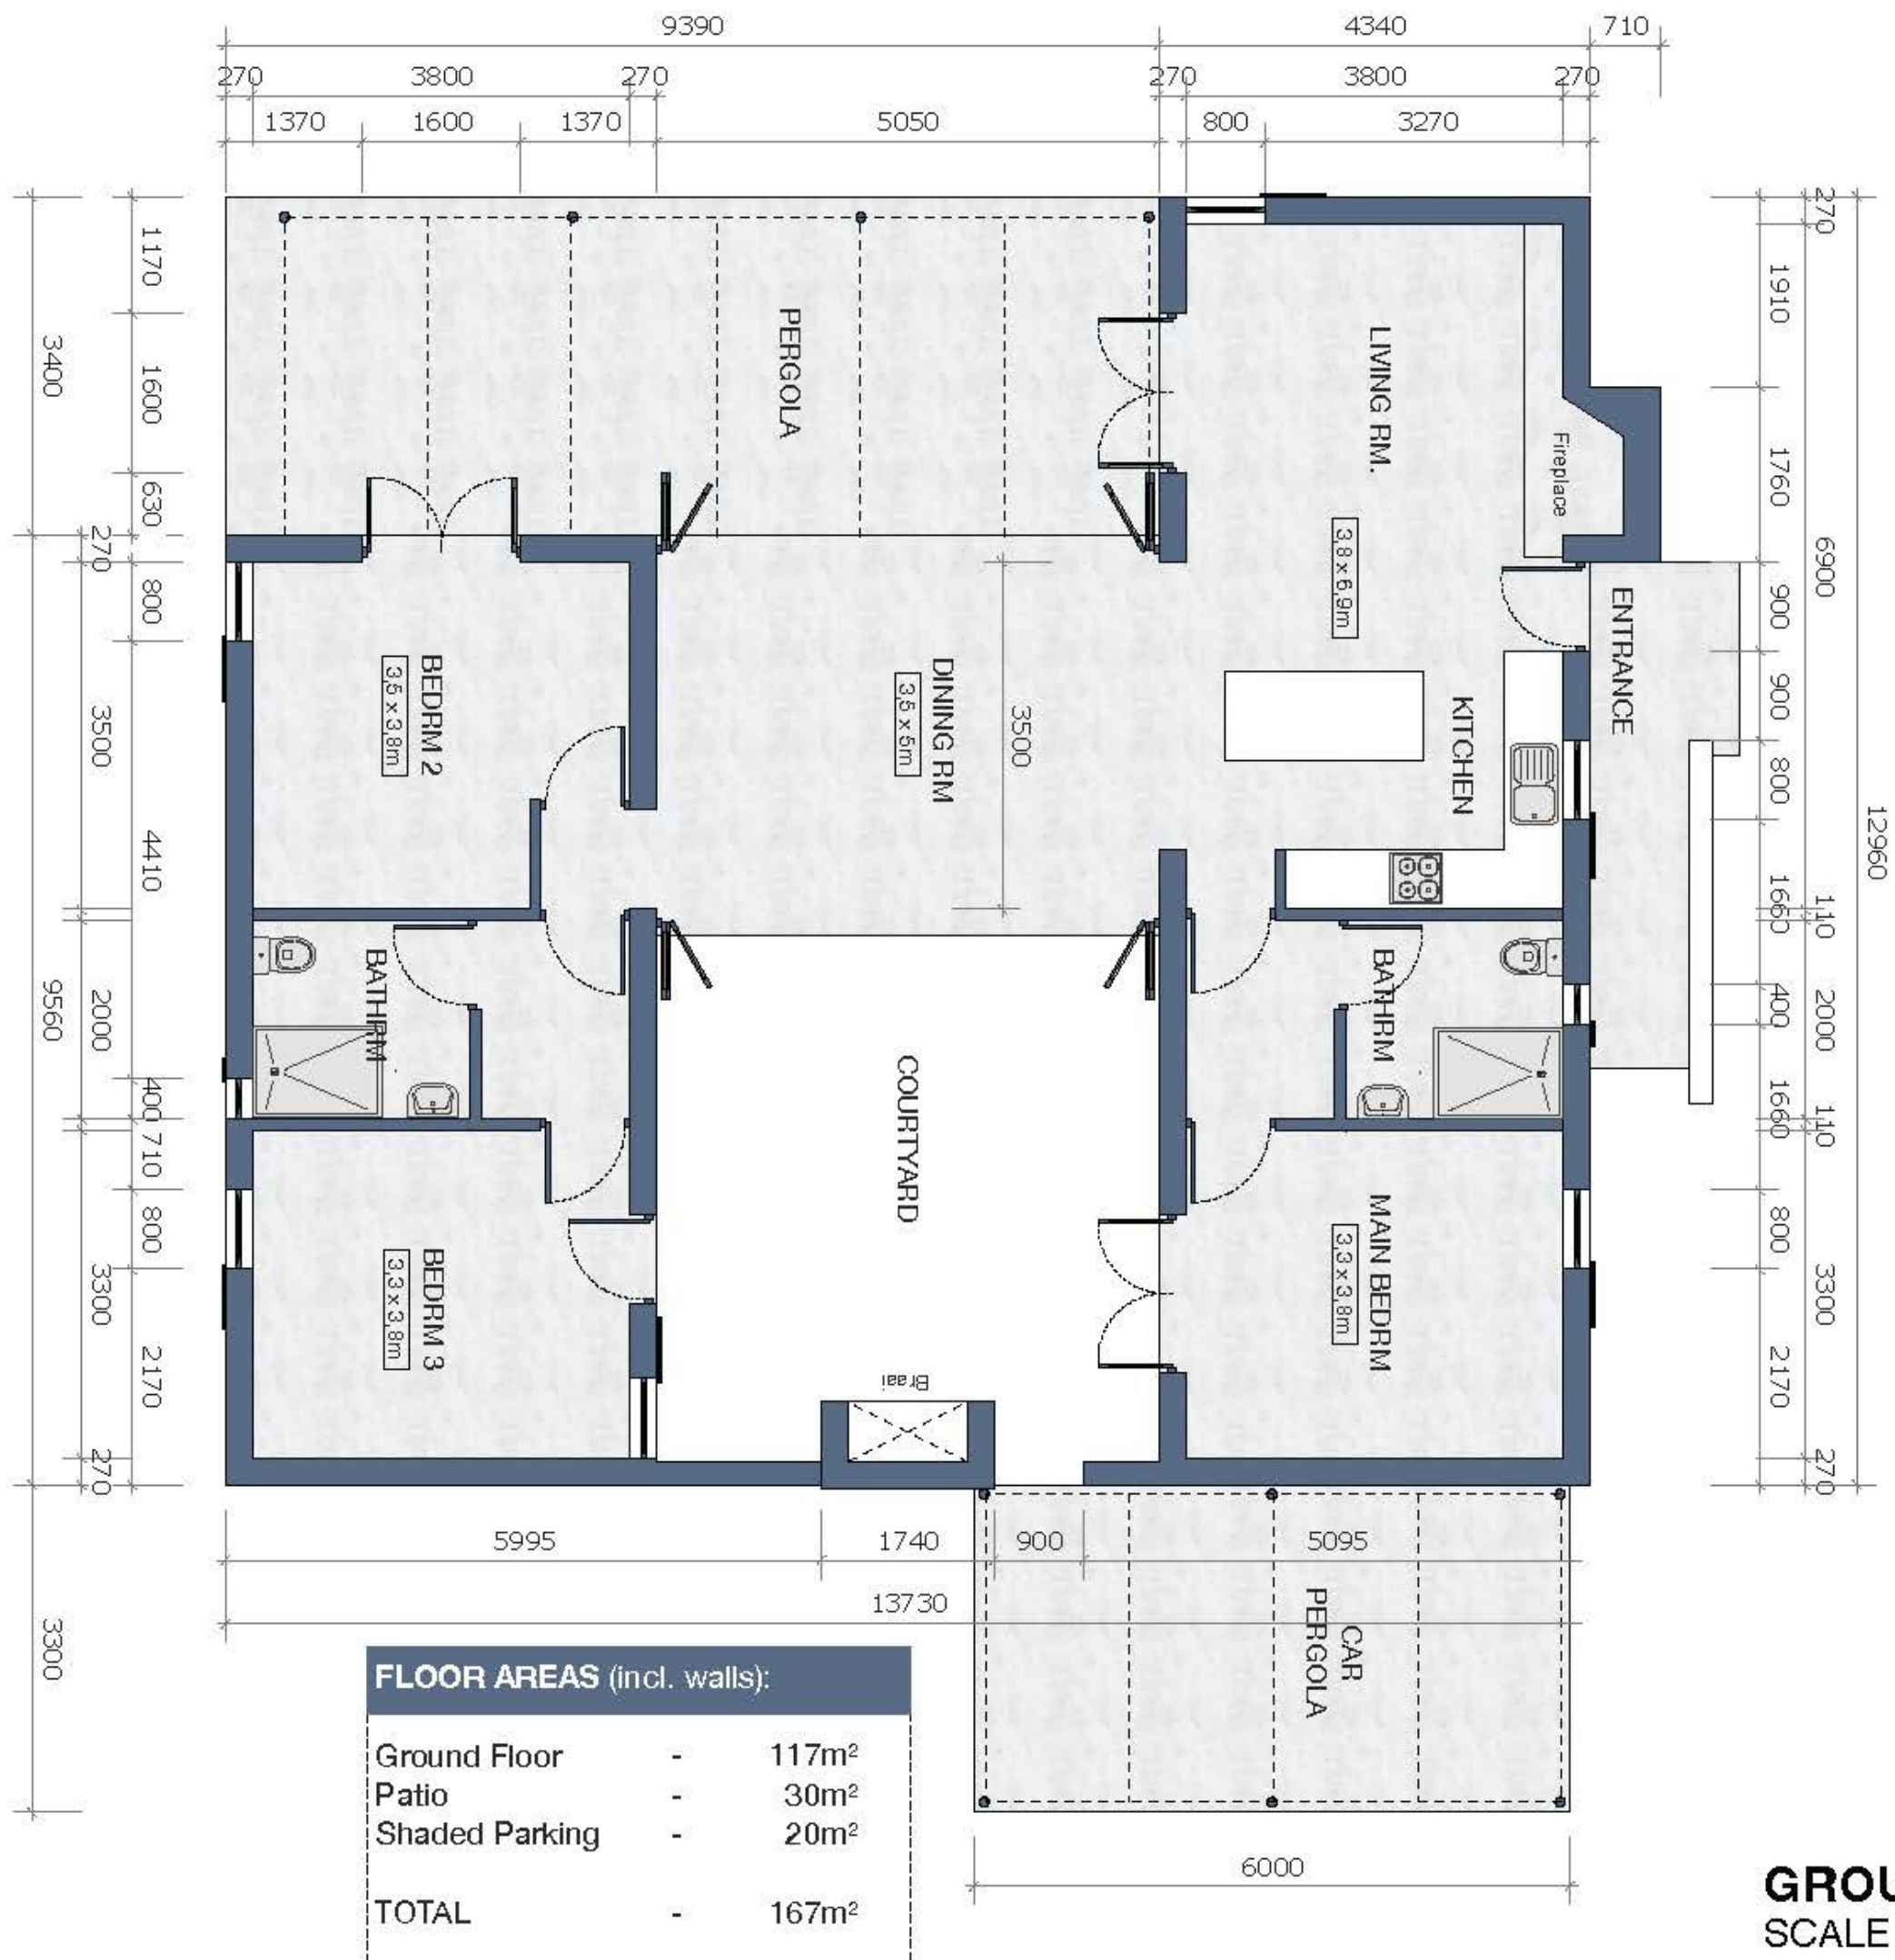 9390
4340
710
270
3800
270
270
3800
270
1370
1600
1370
5050
800
3270
1170
1600
630
3400
270
800
3500
4410
2000
9560
400
710
800
3300
2170
270
3300
270
1910
1760
6900
900
900
800
12960
1660
110
400
2000
1660
110
800
3300
2170
270
PERGOLA
LIVING RM.
3,8 x 6,9m
Fireplace
ENTRANCE
BEDRM 2
3,5 x 3,8m
DINING RM
3,5 x 5m
3500
KITCHEN
BATHRM
BATHRM
COURTYARD
BEDRM 3
3,3 x 3,8m
MAIN BEDRM
3,3 x 3,8m
Braai
5995
1740
900
5095
13730
CAR
PERGOLA
6000
FLOOR AREAS (incl. walls):
Ground Floor - 117m²
Patio - 30m²
Shaded Parking - 20m²
TOTAL - 167m²
GROU
SCALE